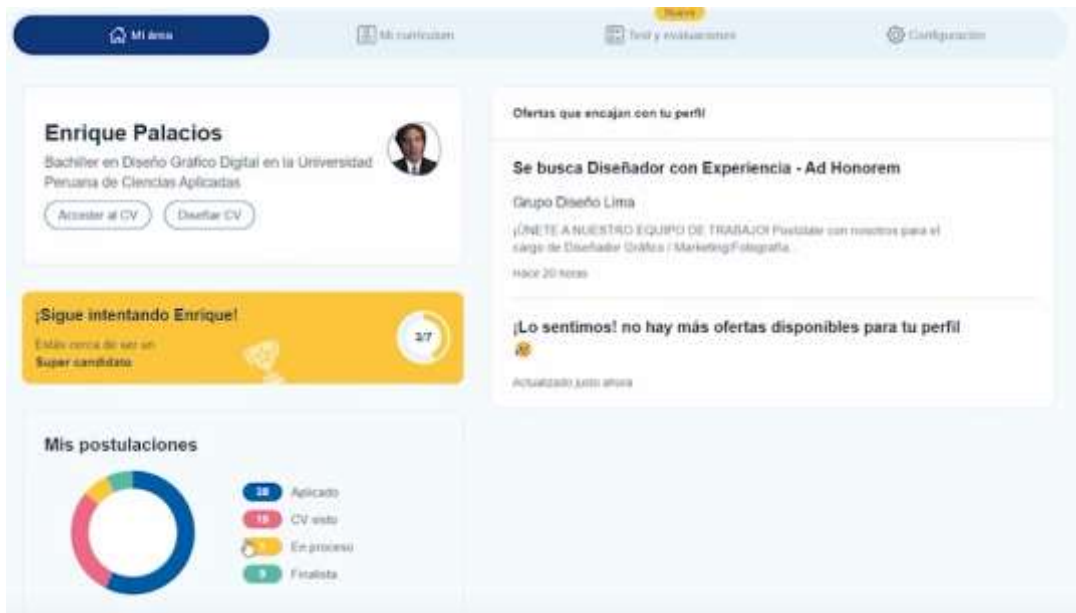 Nuevo
Mi área
Mi curriculum
Test y evaluaciones
Configuración
Enrique Palacios
Bachiller en Diseño Gráfico Digital en la Universidad
Peruana de Ciencias Aplicadas
Acceder al CV
Diseñar CV
¡Sigue intentando Enrique!
Estás cerca de ser un
Super candidato
3/7
Mis postulaciones
Aplicado
CV visto
En proceso
Finalista
Ofertas que encajan con tu perfil
Se busca Diseñador con Experiencia - Ad Honorem
Grupo Diseño Lima
¡ÚNETE A NUESTRO EQUIPO DE TRABAJO! Postúlate con nosotros para el
cargo de Diseñador Gráfico / Marketing/Fotografía...
Hace 20 horas
¡Lo sentimos! no hay más ofertas disponibles para tu perfil
Actualizado justo ahora